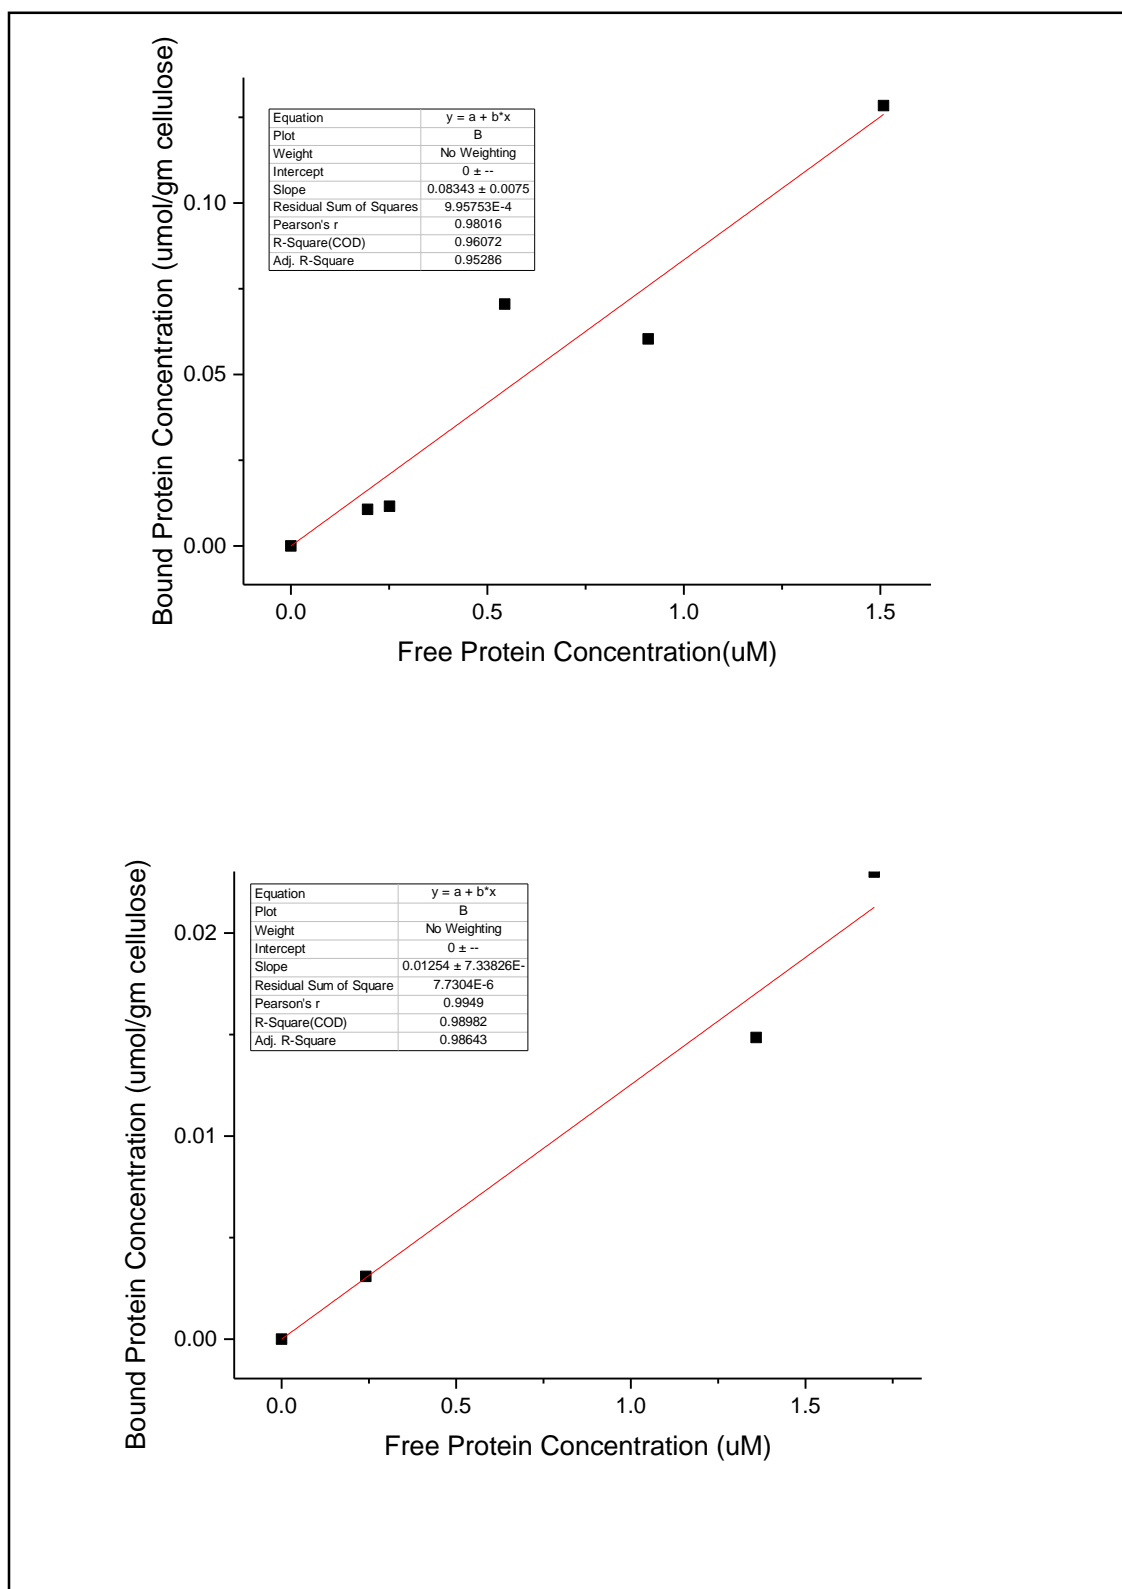 Bound Protein Concentration (umol/gm cellulose)
Equation y = a + b*x
Plot B
Weight No Weighting
Intercept 0 ± --
Slope 0.08343 ± 0.0075
Residual Sum of Squares 9.95753E-4
Pearson's r 0.98016
R-Square(COD) 0.96072
Adj. R-Square 0.95286
0.10
0.05
0.00
0.0 0.5 1.0 1.5
Free Protein Concentration(uM)
Bound Protein Concentration (umol/gm cellulose)
Equation y = a + b*x
Plot B
Weight No Weighting
Intercept 0 ± --
Slope 0.01254 ± 7.33826E-
Residual Sum of Square 7.7304E-6
Pearson's r 0.9949
R-Square(COD) 0.98982
Adj. R-Square 0.98643
0.02
0.01
0.00
0.0 0.5 1.0 1.5
Free Protein Concentration (uM)